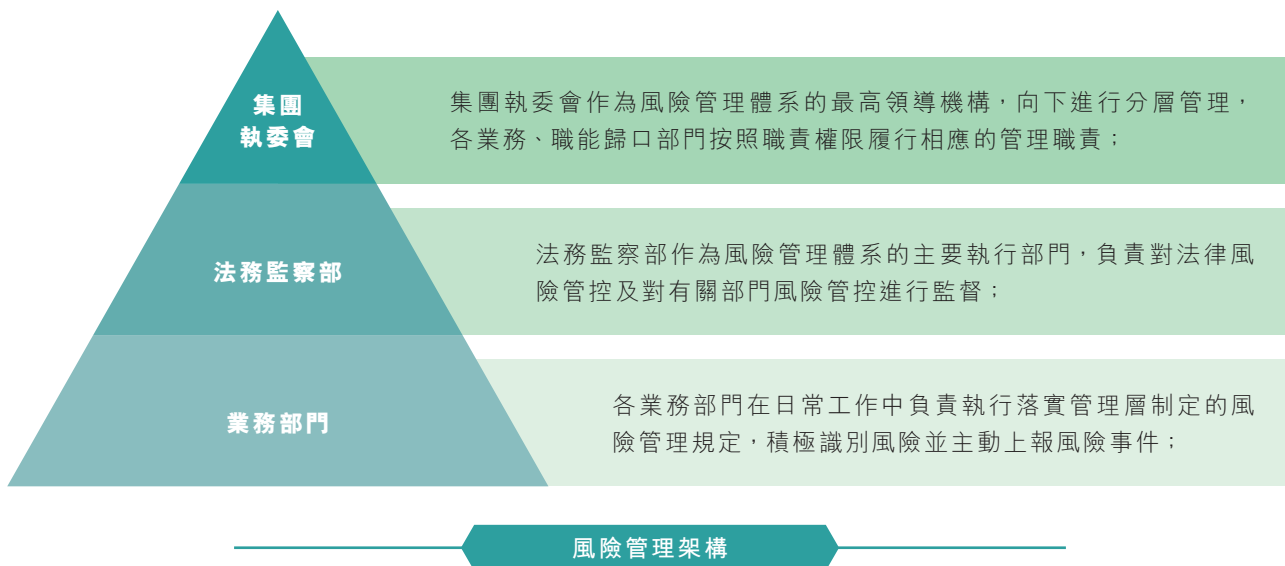 集團
執委會
集團執委會作為風險管理體系的最高領導機構，向下進行分層管理，
各業務、職能歸口部門按照職責權限履行相應的管理職責；
法務監察部
法務監察部作為風險管理體系的主要執行部門，負責對法律風
險管控及對有關部門風險管控進行監督；
業務部門
各業務部門在日常工作中負責執行落實管理層制定的風
險管理規定，積極識別風險並主動上報風險事件；
風險管理架構